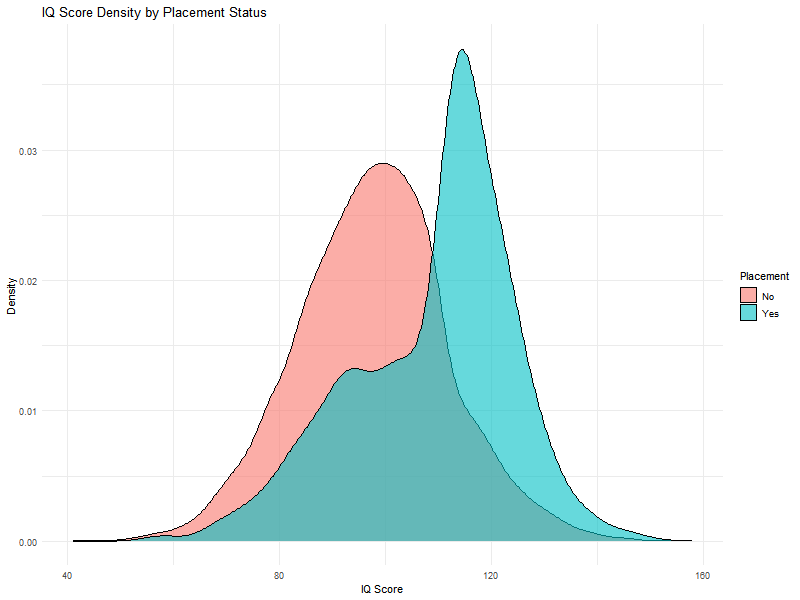 IQ Score Density by Placement Status
0.03
0.02
0.01
0.00
Density
40
80
120
160
IQ Score
Placement
No
Yes